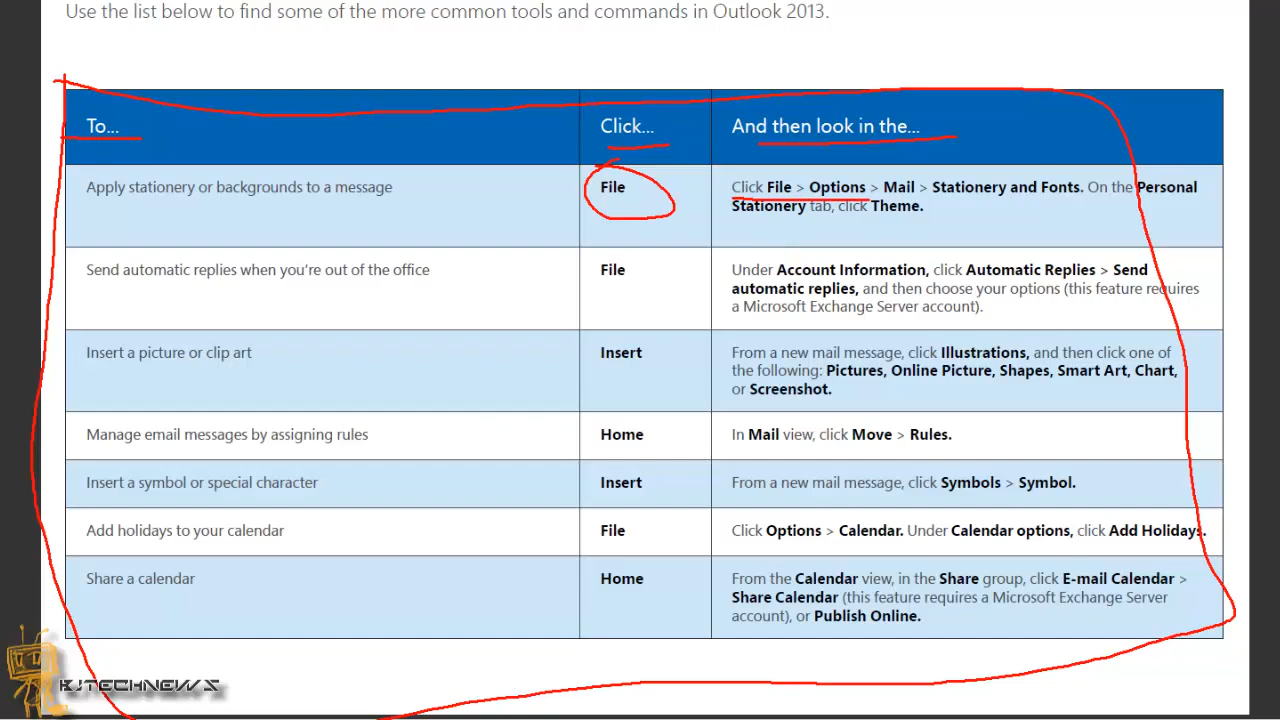 Use the list below to find some of the more common tools and commands in Outlook 2013.
To...
Click...
And then look in the...
Apply stationery or backgrounds to a message
File
Click File > Options > Mail > Stationery and Fonts. On the Personal
Stationery tab, click Theme.
Send automatic replies when you're out of the office
File
Under Account Information, click Automatic Replies > Send
automatic replies, and then choose your options (this feature requires
a Microsoft Exchange Server account).
Insert a picture or clip art
Insert
From a new mail message, click Illustrations, and then click one of
the following: Pictures, Online Picture, Shapes, Smart Art, Chart,
or Screenshot.
Manage email messages by assigning rules
Home
In Mail view, click Move > Rules.
Insert a symbol or special character
Insert
From a new mail message, click Symbols > Symbol.
Add holidays to your calendar
File
Click Options > Calendar. Under Calendar options, click Add Holidays.
Share a calendar
Home
From the Calendar view, in the Share group, click E-mail Calendar >
Share Calendar (this feature requires a Microsoft Exchange Server
account), or Publish Online.
RJTECHNEWS